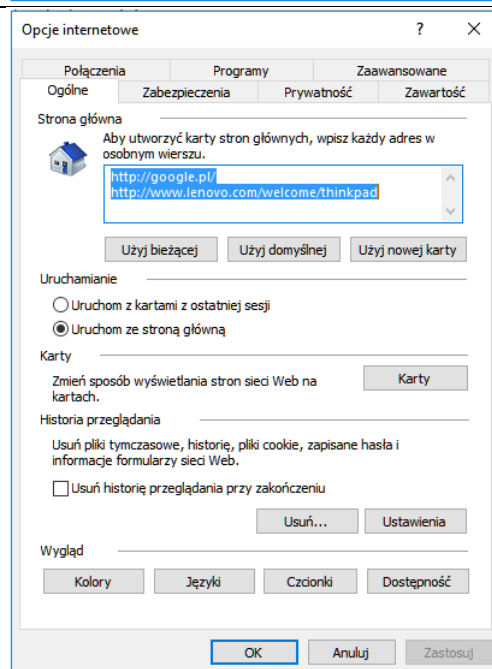 Opcje internetowe
Połączenia Programy Zaawansowane
Ogólne Zabezpieczenia Prywatność Zawartość
Strona główna
Aby utworzyć karty stron głównych, wpisz każdy adres w
osobnym wierszu.
http://google.pl/
http://www.lenovo.com/welcome/thinkpad
Użyj bieżącej Użyj domyślnej Użyj nowej karty
Uruchamianie
Uruchom z kartami z ostatniej sesji
Uruchom ze stroną główną
Karty
Zmień sposób wyświetlania stron sieci Web na
kartach.
Karty
Historia przeglądania
Usuń pliki tymczasowe, historię, pliki cookie, zapisane hasła i
informacje formularzy sieci Web.
Usuń historię przeglądania przy zakończeniu
Usuń... Ustawienia
Wygląd
Kolory Języki Czcionki Dostępność
OK Anuluj Zastosuj